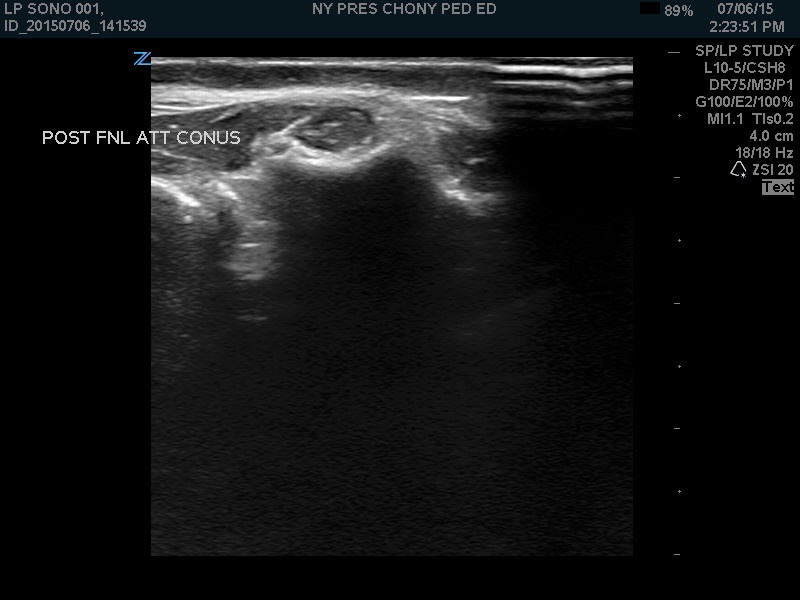 LP SONO 001,
ID_20150706_141539
NY PRES CHONY PED ED
89%
07/06/15
2:23:51 PM
SP/LP STUDY
L10-5/CSH8
DR75/M3/P1
G100/E2/100%
MI1.1 TIs0.2
4.0 cm
18/18 Hz
ZSI 20
Text
Z
POST FNL ATT CONUS